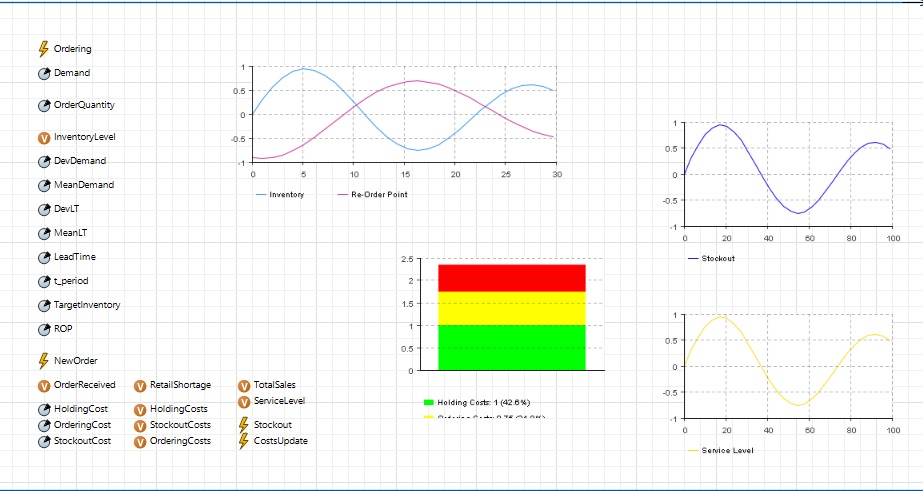 Ordering
Demand
OrderQuantity
InventoryLevel
DevDemand
MeanDemand
DevLT
MeanLT
LeadTime
t_period
TargetInventory
ROP
NewOrder
OrderReceived
HoldingCost
OrderingCost
StockoutCost
RetailShortage
HoldingCosts
StockoutCosts
OrderingCosts
TotalSales
ServiceLevel
Stockout
CostsUpdate
1
0.5
0
-0.5
-1
0 5 10 15 20 25 30
Inventory Re-Order Point
2.5
2
1.5
1
0.5
0
Holding Costs: 1 (42.6%)
1
0.5
0
-0.5
-1
0 20 40 60 80 100
Stockout
1
0.5
0
-0.5
-1
0 20 40 60 80 100
Service Level